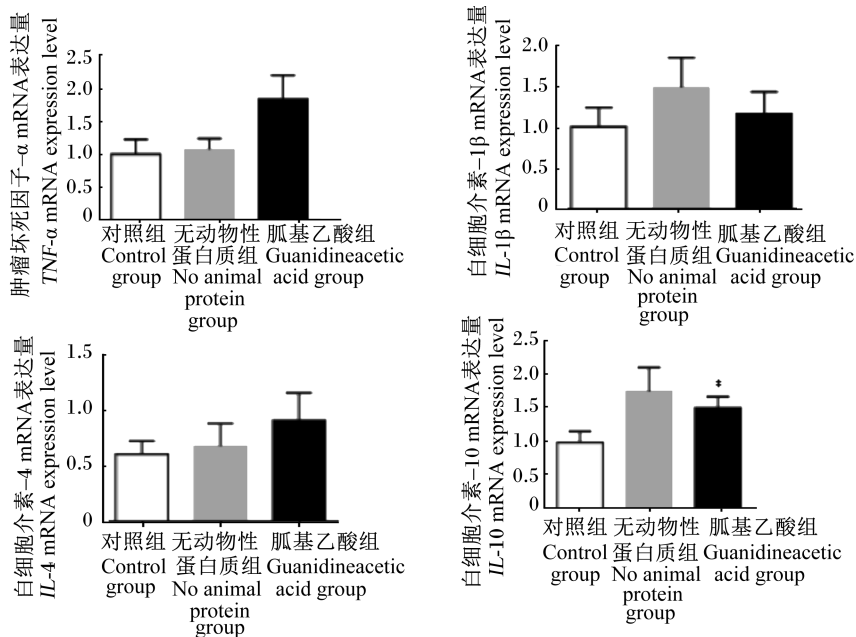 肿瘤坏死因子-α mRNA表达量
TNF-α mRNA expression level
2.5
2.0
1.5
1.0
0.5
0
对照组
Control
group
无动物性
蛋白质组
No animal
protein
group
胍基乙酸组
Guanidineacetic
acid group
白细胞介素-1β mRNA表达量
IL-1β mRNA expression level
2.0
1.5
1.0
0.5
0
对照组
Control
group
无动物性
蛋白质组
No animal
protein
group
胍基乙酸组
Guanidineacetic
acid group
白细胞介素-4 mRNA表达量
IL-4 mRNA expression level
1.5
1.0
0.5
0
对照组
Control
group
无动物性
蛋白质组
No animal
protein
group
胍基乙酸组
Guanidineacetic
acid group
白细胞介素-10 mRNA表达量
IL-10 mRNA expression level
2.5
2.0
1.5
1.0
0.5
0
*
对照组
Control
group
无动物性
蛋白质组
No animal
protein
group
胍基乙酸组
Guanidineacetic
acid group